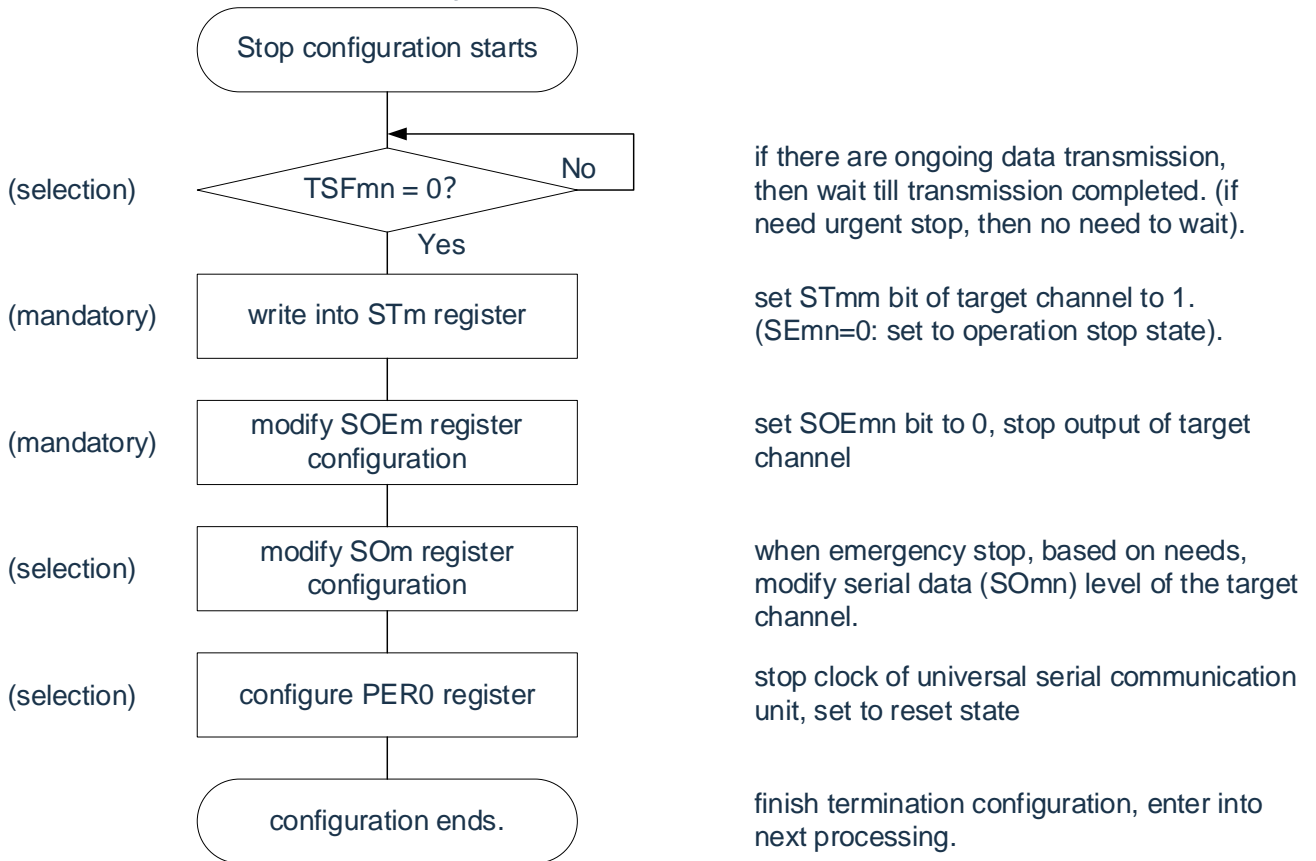 Stop configuration starts
(selection)
TSFmn = 0?
No
Yes
if there are ongoing data transmission,
then wait till transmission completed. (if
need urgent stop, then no need to wait).
(mandatory)
write into STm register
set STmm bit of target channel to 1.
(SEmn=0: set to operation stop state).
(mandatory)
modify SOEm register
configuration
set SOEmn bit to 0, stop output of target
channel
(selection)
modify SOm register
configuration
when emergency stop, based on needs,
modify serial data (SOmn) level of the target
channel.
(selection)
configure PER0 register
stop clock of universal serial communication
unit, set to reset state
configuration ends.
finish termination configuration, enter into
next processing.